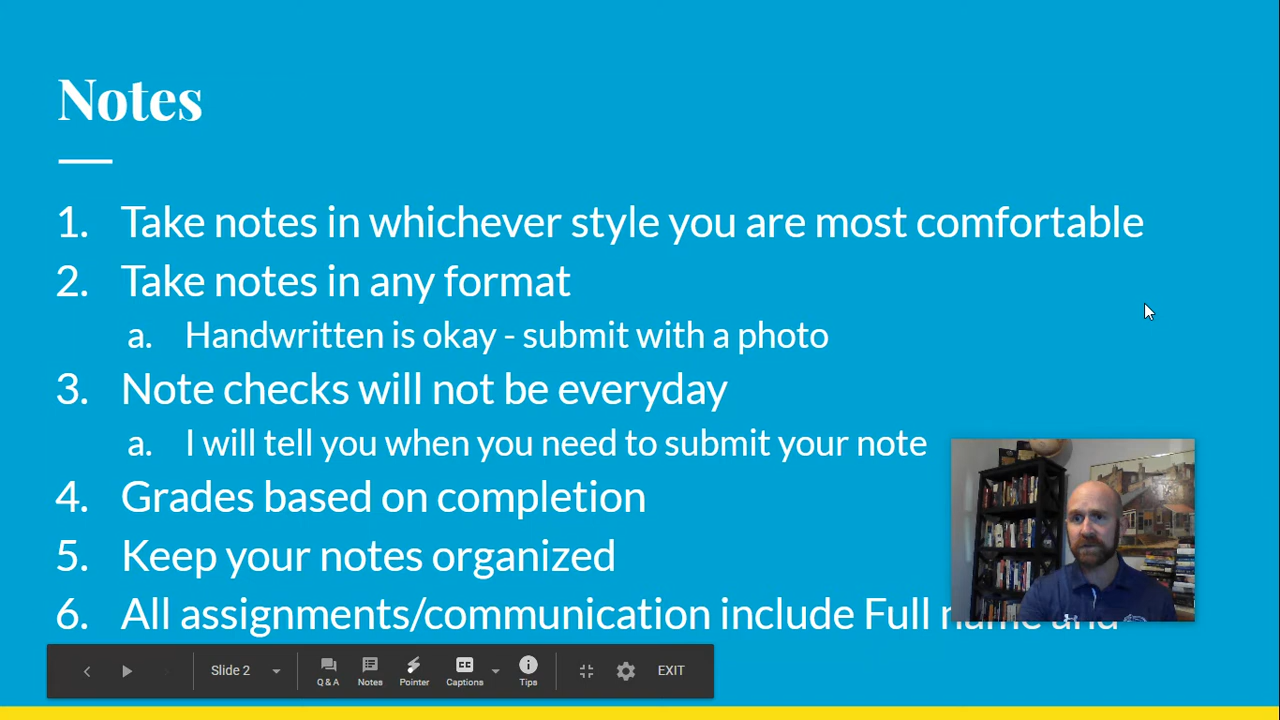 Notes
1. Take notes in whichever style you are most comfortable
2. Take notes in any format
a. Handwritten is okay - submit with a photo
3. Note checks will not be everyday
a. I will tell you when you need to submit your note
4. Grades based on completion
5. Keep your notes organized
6. All assignments/communication include Full name and
Slide 2 Q & A Notes Pointer CC Captions Tips EXIT